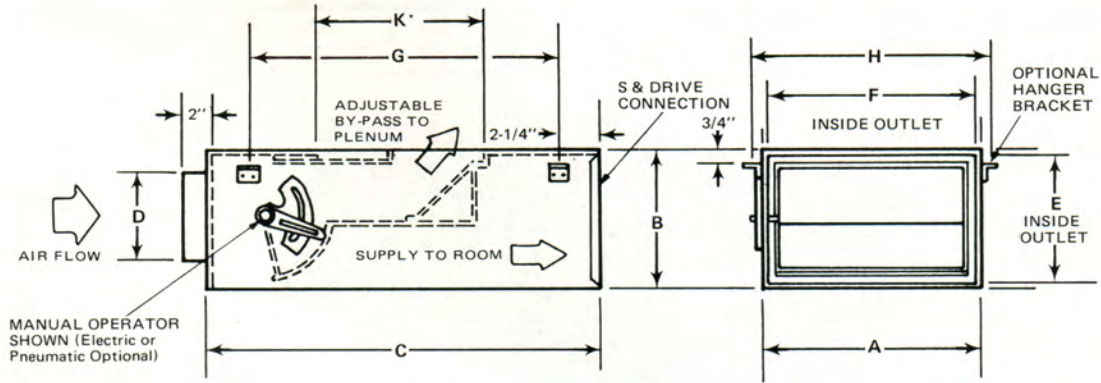 K*
G
H
F
2"
ADJUSTABLE
BY-PASS TO
PLENUM
2-1/4"
S & DRIVE
CONNECTION
3/4"
INSIDE OUTLET
OPTIONAL
HANGER
BRACKET
D
AIR FLOW
SUPPLY TO ROOM
B
E
INSIDE
OUTLET
MANUAL OPERATOR
SHOWN (Electric or
Pneumatic Optional)
C
A